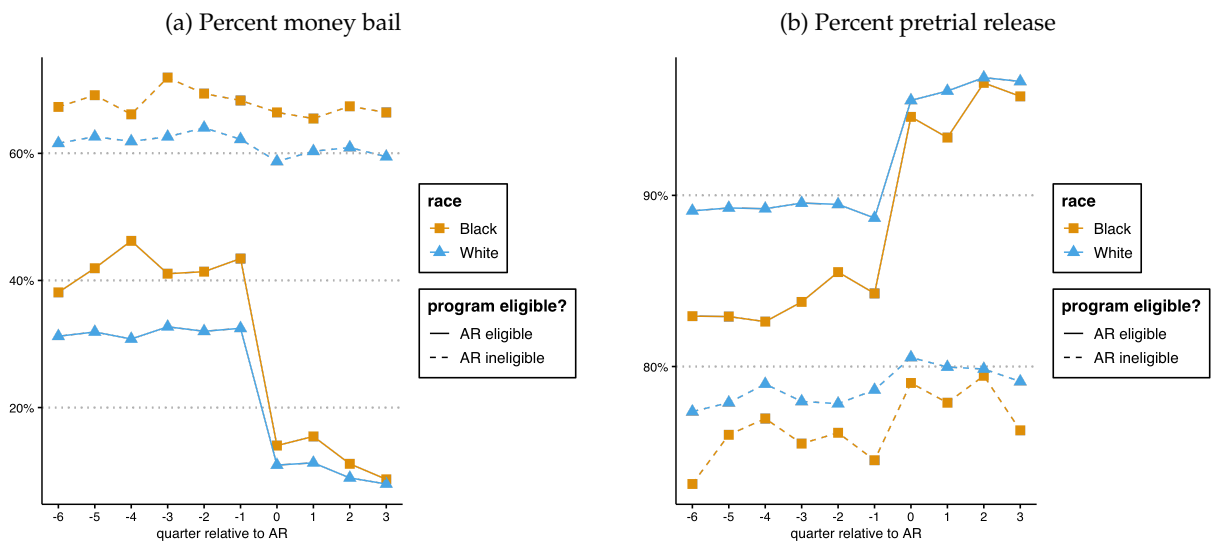 (a) Percent money bail
60%
40%
20%
-6 -5 -4 -3 -2 -1 0 1 2 3
quarter relative to AR
race
Black
White
program eligible?
AR eligible
AR ineligible
(b) Percent pretrial release
90%
80%
-6 -5 -4 -3 -2 -1 0 1 2 3
quarter relative to AR
race
Black
White
program eligible?
AR eligible
AR ineligible